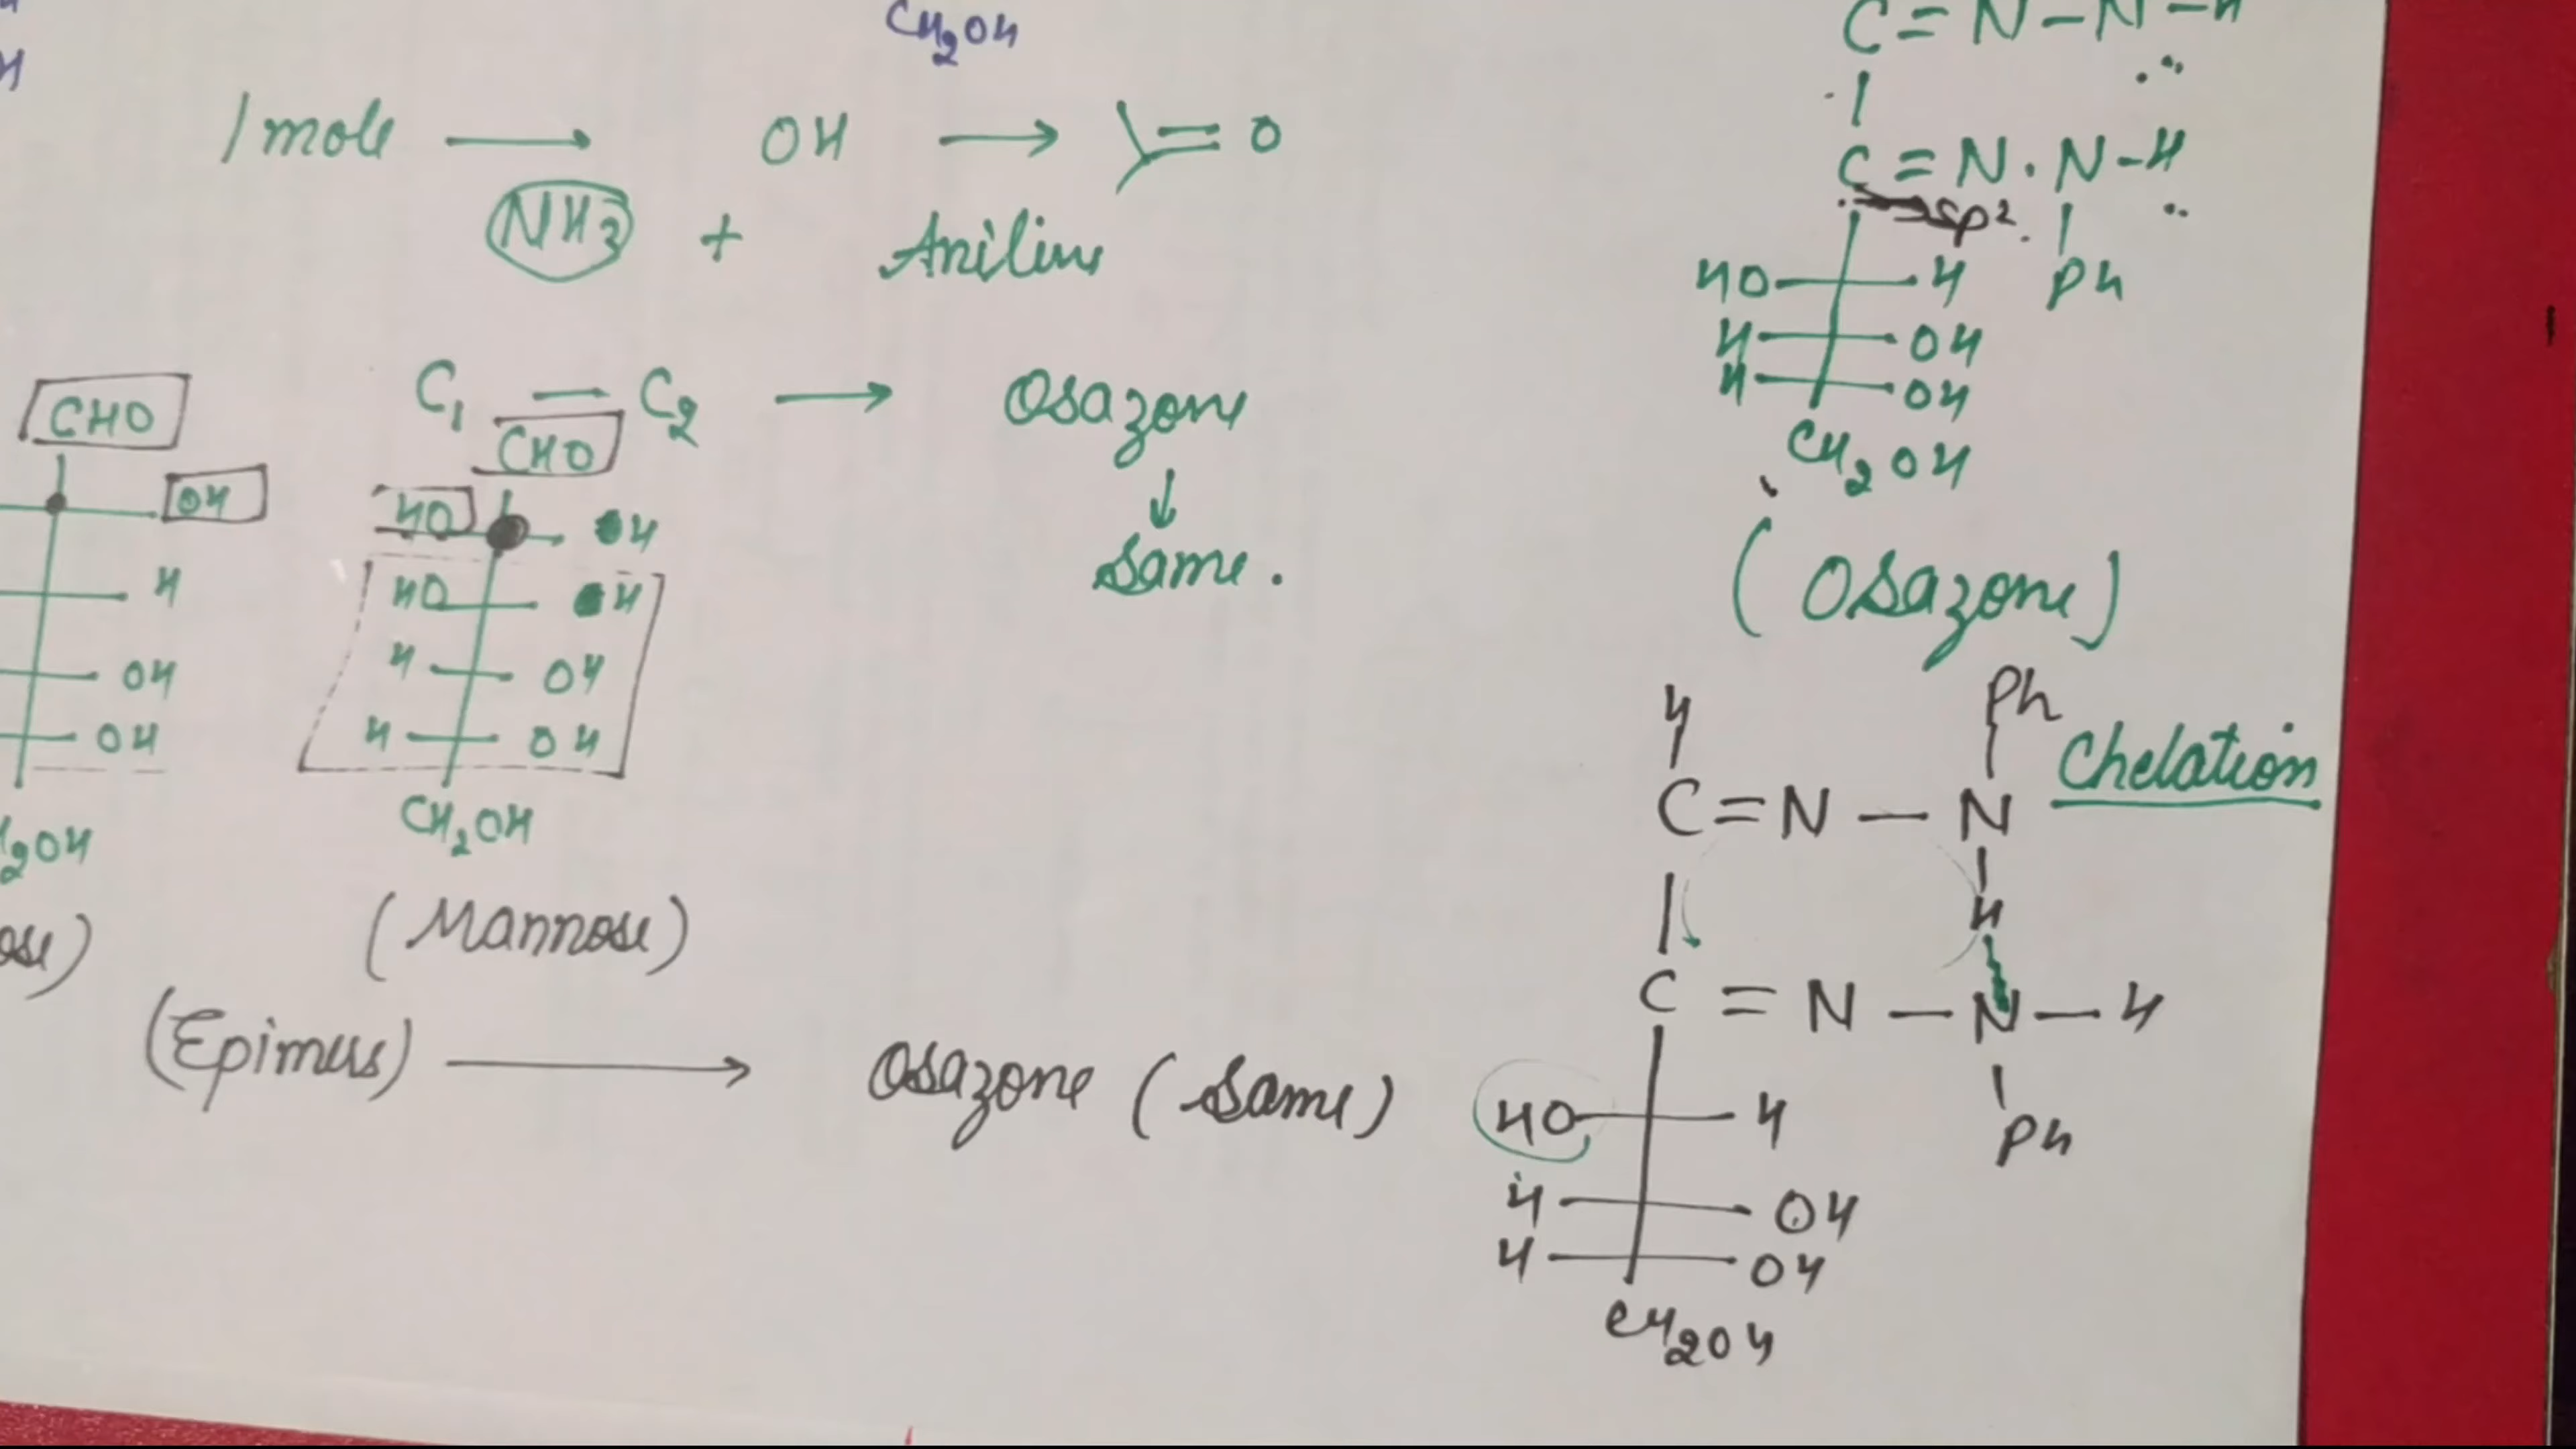 CH2OH
1 mole ⟶ OH ⟶ =O
NH3 + Aniline
C1 — C2 ⟶ Osazone
↓
Same.
CHO
OH
H
OH
OH
2OH
ose)
CHO
HO H
HO H
H OH
H OH
CH2OH
(Mannose)
(Epimers) ⟶ Osazone (Same)
C=N-N-H
C=N·N-H
sp2
Ph
HO H
H OH
H OH
CH2OH
(Osazone)
H Ph
Chelation
C=N—N
H
C=N—N—H
HO H
Ph
H OH
H OH
CH2OH